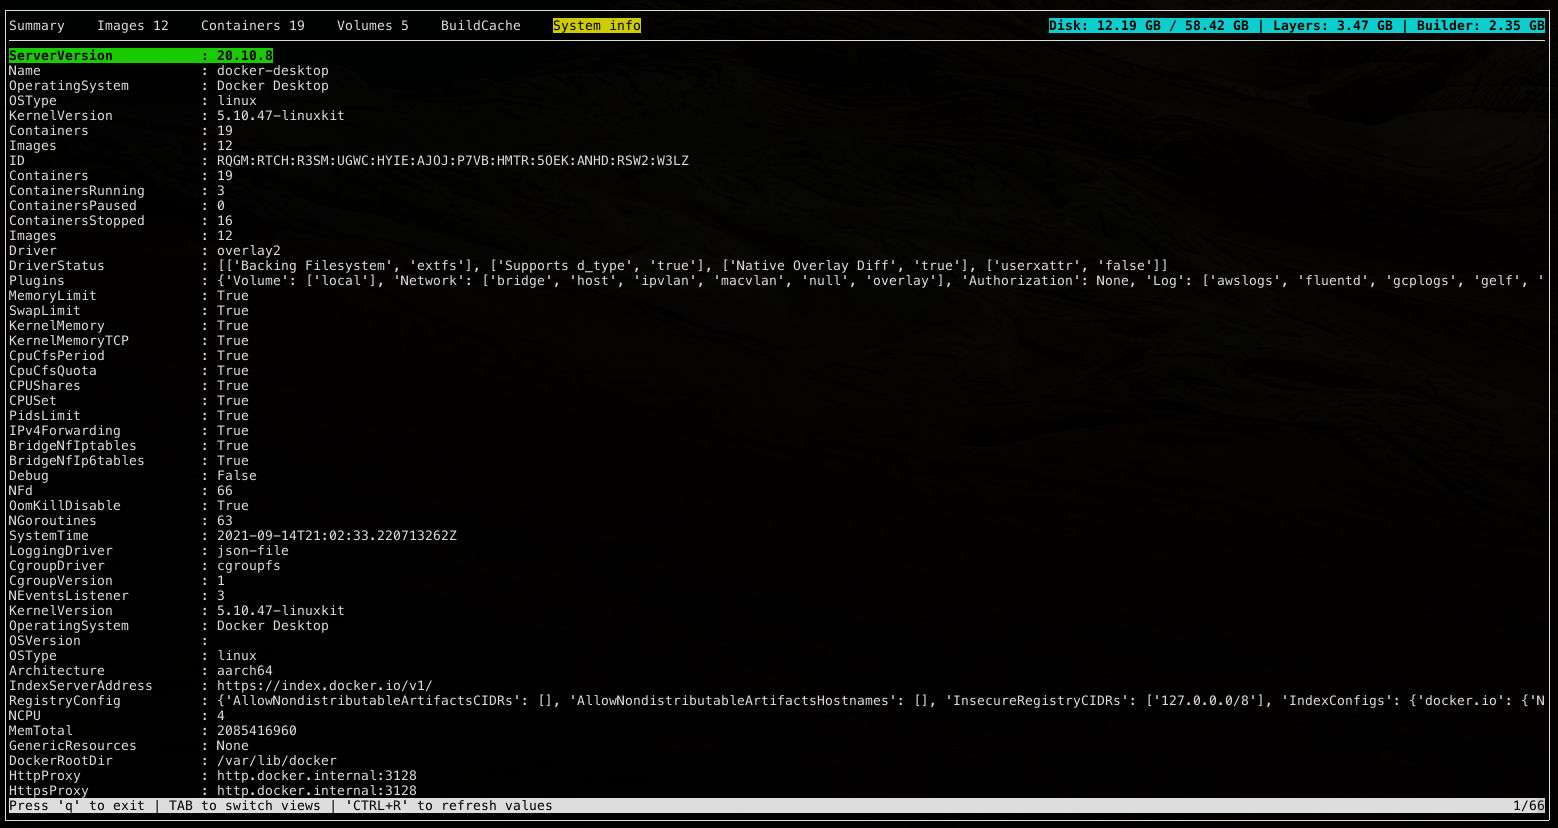 Summary    Images 12    Containers 19    Volumes 5    BuildCache    System info    Disk: 12.19 GB / 58.42 GB | Layers: 3.47 GB | Builder: 2.35 GB
ServerVersion : 20.10.8
Name : docker-desktop
OperatingSystem : Docker Desktop
OSType : linux
KernelVersion : 5.10.47-linuxkit
Containers : 19
Images : 12
ID : RQGM:RTCH:R3SM:UGWC:HYIE:AJOJ:P7VB:HMTR:5OEK:ANHD:RSW2:W3LZ
Containers : 19
ContainersRunning : 3
ContainersPaused : 0
ContainersStopped : 16
Images : 12
Driver : overlay2
DriverStatus : [['Backing Filesystem', 'extfs'], ['Supports d_type', 'true'], ['Native Overlay Diff', 'true'], ['userxattr', 'false']]
Plugins : {'Volume': ['local'], 'Network': ['bridge', 'host', 'ipvlan', 'macvlan', 'null', 'overlay'], 'Authorization': None, 'Log': ['awslogs', 'fluentd', 'gcplogs', 'gelf', '
MemoryLimit : True
SwapLimit : True
KernelMemory : True
KernelMemoryTCP : True
CpuCfsPeriod : True
CpuCfsQuota : True
CPUShares : True
CPUSet : True
PidsLimit : True
IPv4Forwarding : True
BridgeNfIptables : True
BridgeNfIp6tables : True
Debug : False
NFd : 66
OomKillDisable : True
NGoroutines : 63
SystemTime : 2021-09-14T21:02:33.220713262Z
LoggingDriver : json-file
CgroupDriver : cgroupfs
CgroupVersion : 1
NEventsListener : 3
KernelVersion : 5.10.47-linuxkit
OperatingSystem : Docker Desktop
OSVersion :
OSType : linux
Architecture : aarch64
IndexServerAddress : https://index.docker.io/v1/
RegistryConfig : {'AllowNondistributableArtifactsCIDRs': [], 'AllowNondistributableArtifactsHostnames': [], 'InsecureRegistryCIDRs': ['127.0.0.0/8'], 'IndexConfigs': {'docker.io': {'N
NCPU : 4
MemTotal : 2085416960
GenericResources : None
DockerRootDir : /var/lib/docker
HttpProxy : http.docker.internal:3128
HttpsProxy : http.docker.internal:3128
Press 'q' to exit | TAB to switch views | 'CTRL+R' to refresh values    1/66